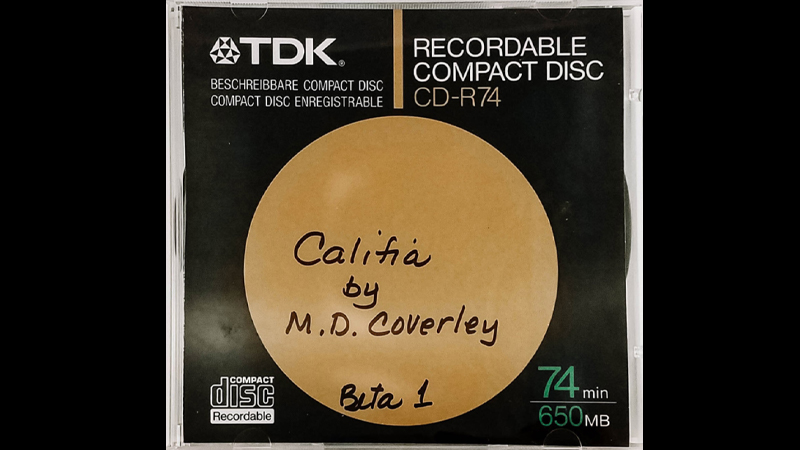 TDK®
BESCHREIBBARE COMPACT DISC
COMPACT DISC ENREGISTRABLE
RECORDABLE
COMPACT DISC
CD-R74
Califia
by
M.D. Coverley
Beta 1
COMPACT
disc
Recordable
74 min
650 MB